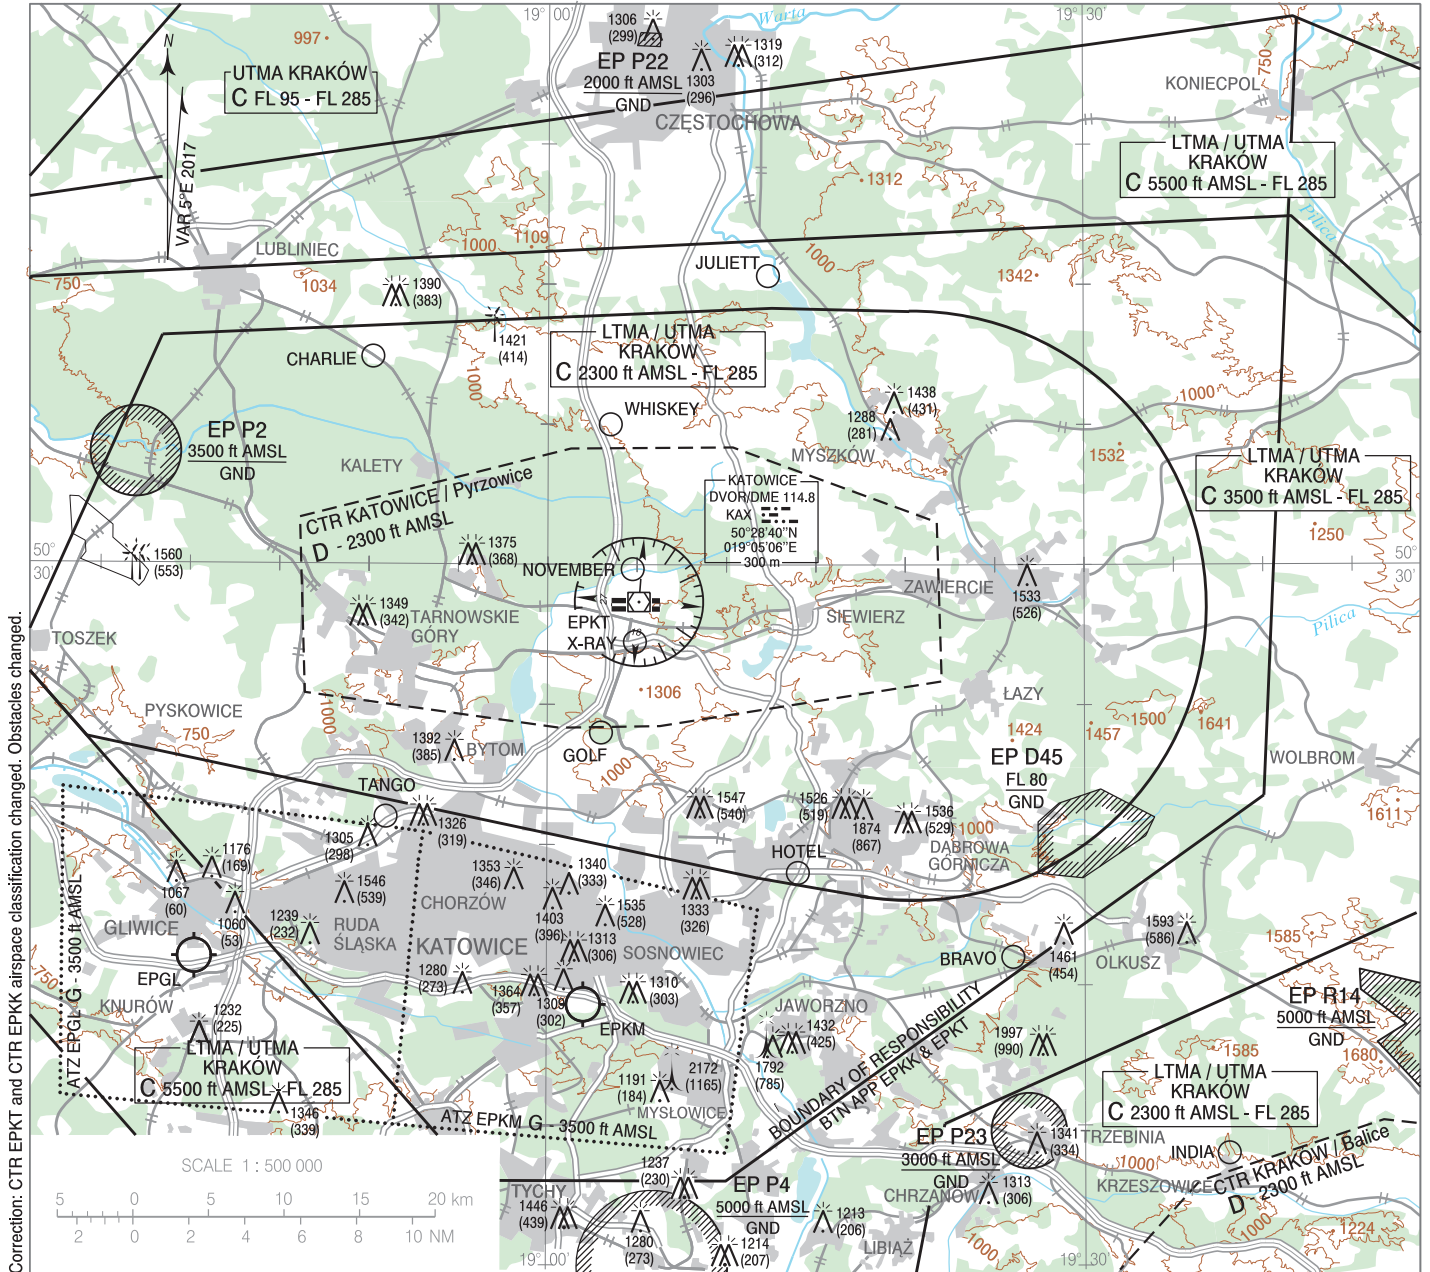 19° 00'
19° 30'
Warta
1306
(299)
1319
(312)
EP P22
2000 ft AMSL
GND
1303
(296)
CZĘSTOCHOWA
997
N
VAR 5°E 2017
UTMA KRAKÓW
C FL 95 - FL 285
750
KONIECPOL
LTMA / UTMA
KRAKÓW
C 5500 ft AMSL - FL 285
Pilica
1312
LUBLINIEC
1000
1109
1000
JULIETT
1342
750
1034
1390
(383)
1421
(414)
LTMA / UTMA
KRAKÓW
C 2300 ft AMSL - FL 285
CHARLIE
1000
WHISKEY
1438
(431)
1288
(281)
MYSZKÓW
1000
1532
EP P2
3500 ft AMSL
GND
KALETY
LTMA / UTMA
KRAKÓW
C 3500 ft AMSL - FL 285
CTR KATOWICE / Pyrzowice
D - 2300 ft AMSL
KATOWICE
DVOR/DME 114.8
KAX
50°28'40''N
019°05'06''E
300 m
1250
50°
30'
50°
30'
1560
(553)
1375
(368)
NOVEMBER
ZAWIERCIE
1533
(526)
1349
(342)
TARNOWSKIE
GÓRY
EPKT
X-RAY
18
SIEWIERZ
Pilica
TOSZEK
1306
ŁAZY
1000
PYSKOWICE
750
1424
1457
1500
1641
1392
(385)
BYTOM
GOLF
1000
EP D45
FL 80
GND
WOLBROM
TANGO
1547
(540)
1526
(519)
1874
(867)
1536
(529)
1000
DĄBROWA
GÓRNICZA
1611
1326
(319)
1305
(298)
HOTEL
1176
(169)
1067
(60)
1060
(53)
1546
(539)
1353
(346)
CHORZÓW
1340
(333)
1403
(396)
1535
(528)
1333
(326)
GLIWICE
1239
(232)
RUDA
ŚLĄSKA
KATOWICE
1313
(306)
SOSNOWIEC
1593
(586)
1585
1461
(454)
OLKUSZ
BRAVO
750
EPGL
1280
(273)
1364
(357)
1309
(302)
1310
(303)
EPKM
JAWORZNO
KNURÓW
1232
(225)
1432
(425)
1792
(785)
1997
(990)
EP R14
5000 ft AMSL
GND
1680
1585
ATZ EPGL G - 3500 ft AMSL
LTMA / UTMA
KRAKÓW
C 5500 ft AMSL - FL 285
1346
(339)
1191
(184)
2172
(1165)
MYSŁOWICE
ATZ EPKM G - 3500 ft AMSL
BOUNDARY OF RESPONSIBILITY
BTN APP EPKK & EPKT
LTMA / UTMA
KRAKÓW
C 2300 ft AMSL - FL 285
EP P23
3000 ft AMSL
GND
1341
(334)
TRZEBINIA
INDIA
1000
KRZESZOWICE
CTR KRAKÓW / Balice
D - 2300 ft AMSL
SCALE 1 : 500 000
5 0 5 10 15 20 km
2 0 2 4 6 8 10 NM
1237
(230)
TYCHY
1446
(439)
1280
(273)
EP P4
5000 ft AMSL
GND
1214
(207)
1213
(206)
CHRZANÓW
1313
(306)
LIBIĄŻ
1000
1000
1224
19° 00'
19° 30'
Correction: CTR EPKT and CTR EPKK airspace classification changed. Obstacles changed.